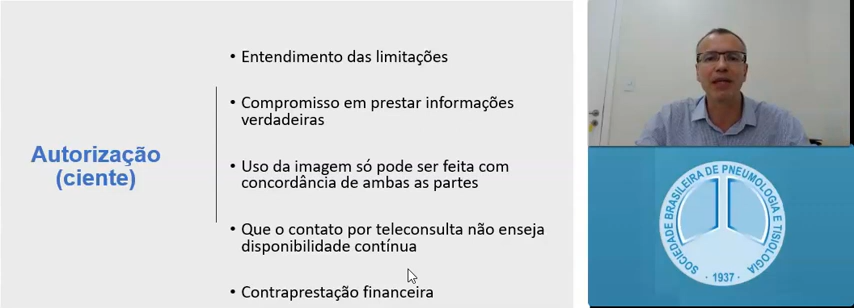 Autorização
(ciente)
• Entendimento das limitações
• Compromisso em prestar informações
verdadeiras
• Uso da imagem só pode ser feita com
concordância de ambas as partes
• Que o contato por teleconsulta não enseja
disponibilidade contínua
• Contraprestação financeira
SOCIEDADE BRASILEIRA DE PNEUMOLOGIA E TISIOLOGIA
· 1937 ·